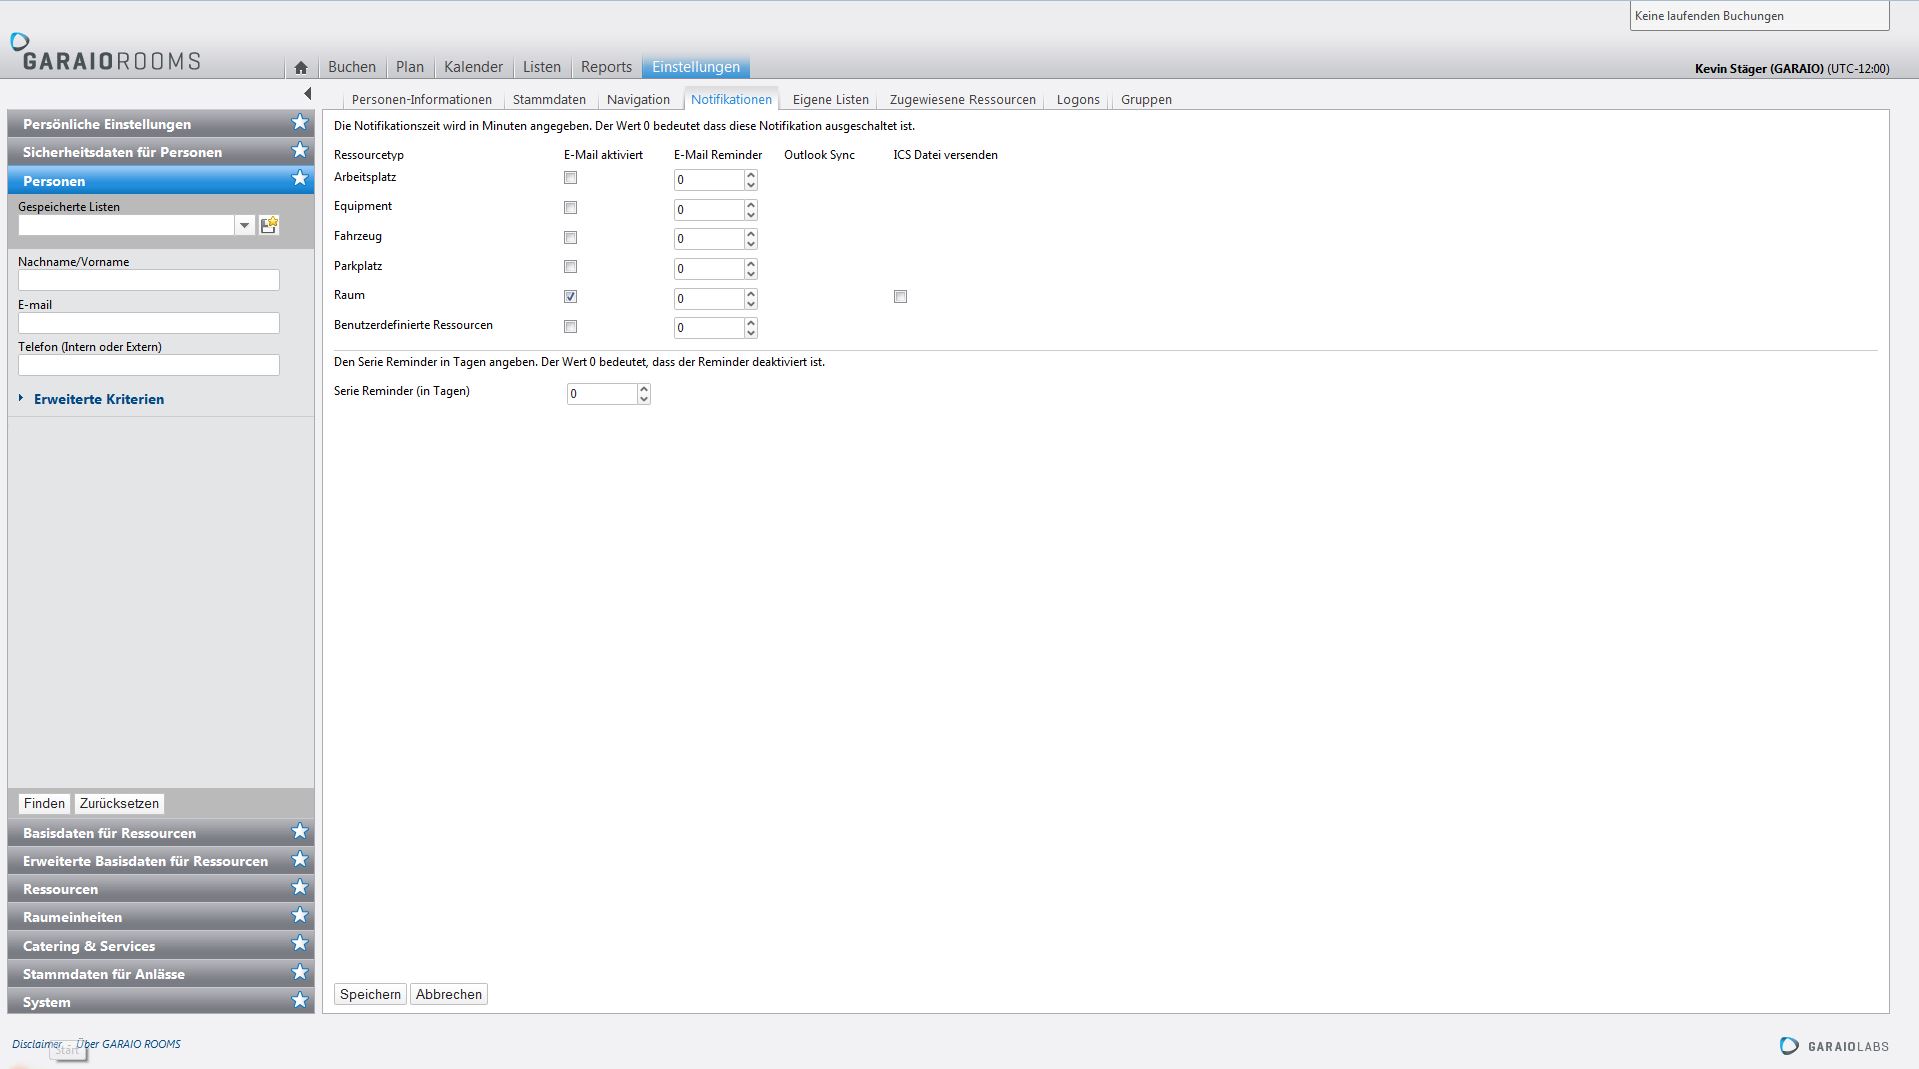 Keine laufenden Buchungen
GARAIOROOMS
Buchen Plan Kalender Listen Reports Einstellungen
Kevin Stäger (GARAIO) (UTC-12:00)
Personen-Informationen Stammdaten Navigation Notifikationen Eigene Listen Zugewiesene Ressourcen Logons Gruppen
Persönliche Einstellungen
Sicherheitsdaten für Personen
Personen
Gespeicherte Listen
Nachname/Vorname
E-mail
Telefon (Intern oder Extern)
Erweiterte Kriterien
Finden Zurücksetzen
Basisdaten für Ressourcen
Erweiterte Basisdaten für Ressourcen
Ressourcen
Raumeinheiten
Catering & Services
Stammdaten für Anlässe
System
Die Notifikationszeit wird in Minuten angegeben. Der Wert 0 bedeutet dass diese Notifikation ausgeschaltet ist.
Ressourcetyp E-Mail aktiviert E-Mail Reminder Outlook Sync ICS Datei versenden
Arbeitsplatz 0
Equipment 0
Fahrzeug 0
Parkplatz 0
Raum 0
Benutzerdefinierte Ressourcen 0
Den Serie Reminder in Tagen angeben. Der Wert 0 bedeutet, dass der Reminder deaktiviert ist.
Serie Reminder (in Tagen) 0
Speichern Abbrechen
Disclaimer - Über GARAIO ROOMS
Start
GARAIOLABS